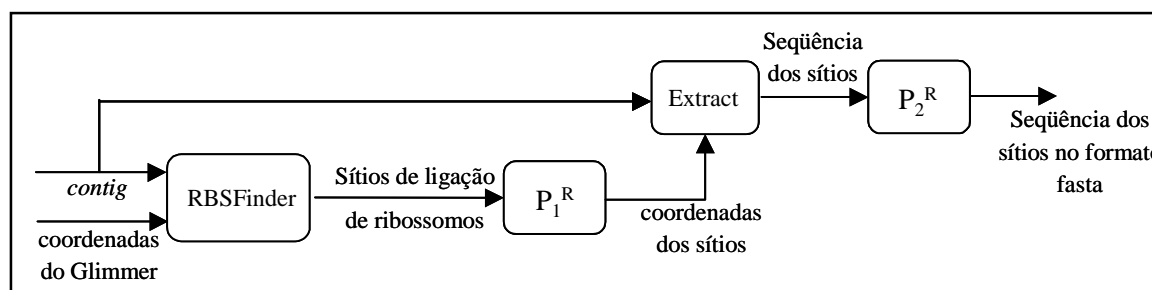 Seqüência
dos sítios
Extract
P₂ᴿ
Seqüência dos
sítios no formato
fasta
contig
RBSFinder
Sítios de ligação
de ribossomos
P₁ᴿ
coordenadas
dos sítios
coordenadas
do Glimmer